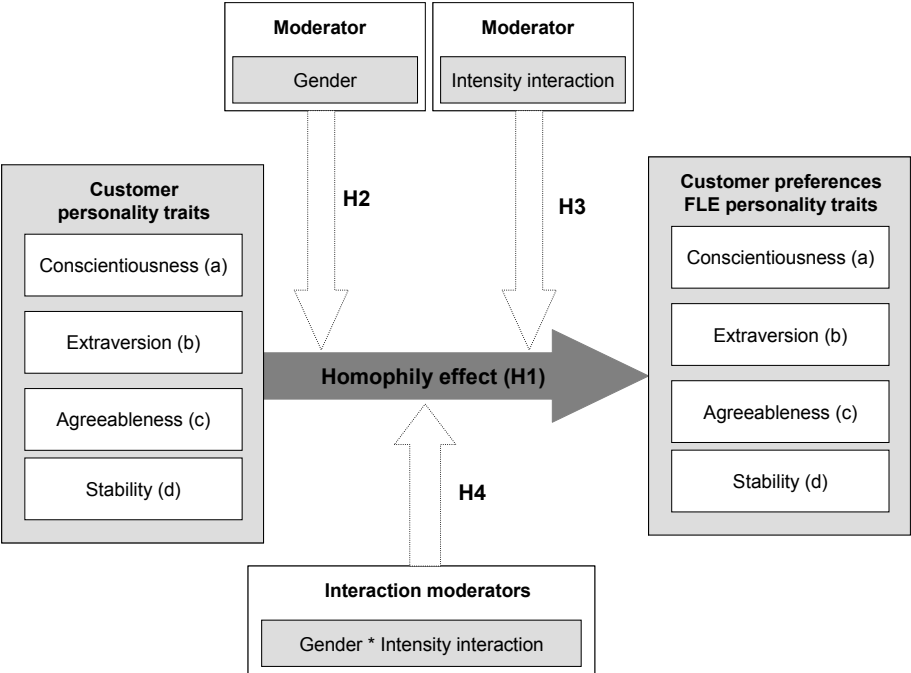 Moderator
Gender
Moderator
Intensity interaction
H2
H3
Customer
personality traits
Conscientiousness (a)
Extraversion (b)
Agreeableness (c)
Stability (d)
Homophily effect (H1)
Customer preferences
FLE personality traits
Conscientiousness (a)
Extraversion (b)
Agreeableness (c)
Stability (d)
H4
Interaction moderators
Gender * Intensity interaction